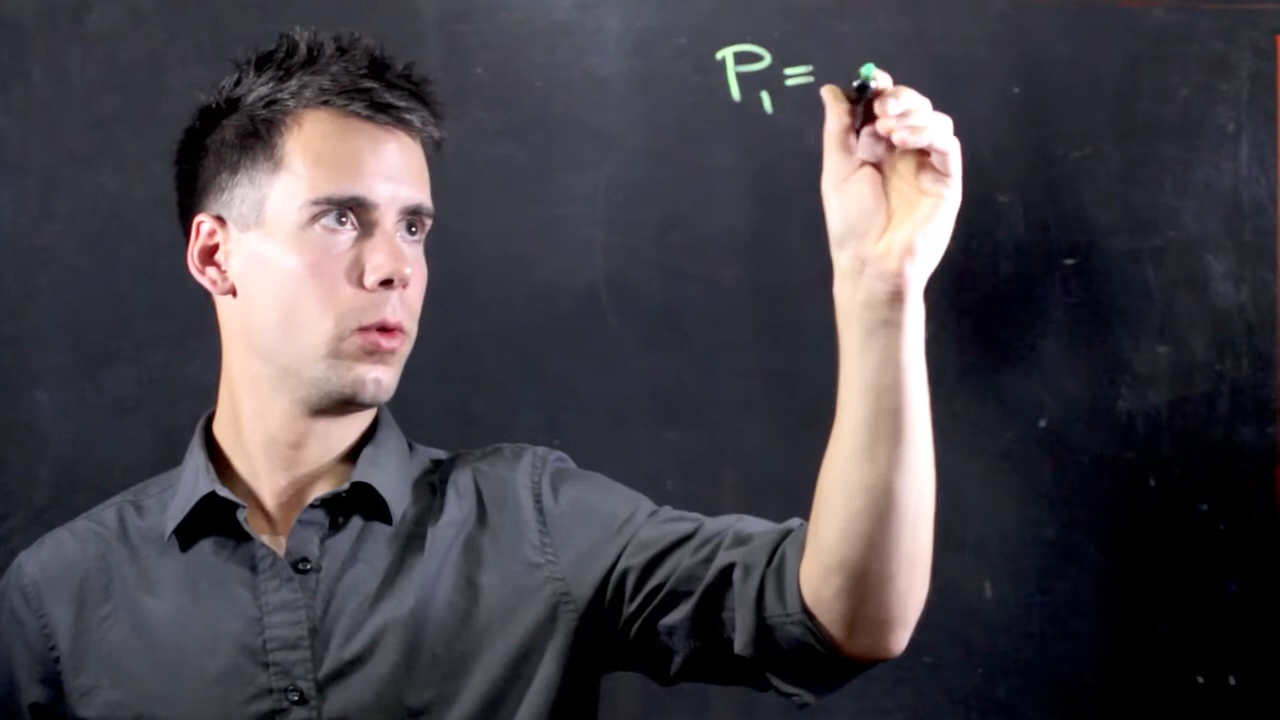 P₁ =